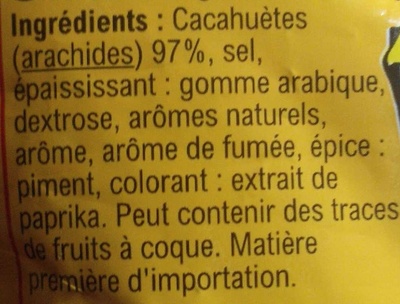 Ingrédients : Cacahuètes
(arachides) 97%, sel,
épaississant : gomme arabique,
dextrose, arômes naturels,
arôme, arôme de fumée, épice :
piment, colorant : extrait de
paprika. Peut contenir des traces
de fruits à coque. Matière
première d'importation.